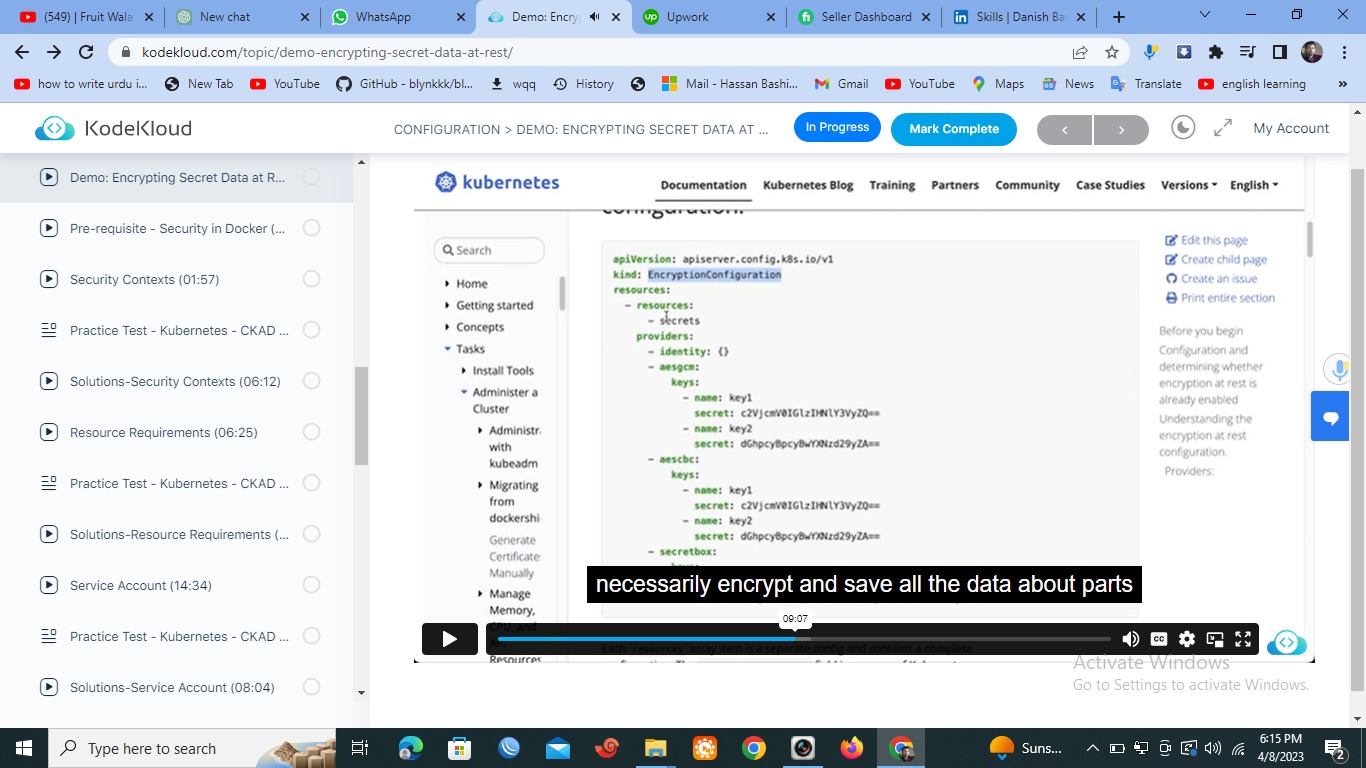 (549) | Fruit Wala
New chat
WhatsApp
Demo: Encry
Upwork
Seller Dashboard
Skills | Danish Ba
kodekloud.com/topic/demo-encrypting-secret-data-at-rest/
how to write urdu i...
New Tab
YouTube
GitHub - blynkkk/bl...
wqq
History
Mail - Hassan Bashi...
Gmail
YouTube
Maps
News
Translate
english learning
»
KodeKloud
CONFIGURATION > DEMO: ENCRYPTING SECRET DATA AT ...
In Progress
Mark Complete
My Account
Demo: Encrypting Secret Data at R...
Pre-requisite - Security in Docker (...
Security Contexts (01:57)
Practice Test - Kubernetes - CKAD ...
Solutions-Security Contexts (06:12)
Resource Requirements (06:25)
Practice Test - Kubernetes - CKAD ...
Solutions-Resource Requirements (...
Service Account (14:34)
Practice Test - Kubernetes - CKAD ...
Solutions-Service Account (08:04)
kubernetes
Documentation
Kubernetes Blog
Training
Partners
Community
Case Studies
Versions
English
configuration.
Search
Home
Getting started
Concepts
Tasks
Install Tools
Administer a
Cluster
Administr
with
kubeadm
Migrating
from
dockershi
Generate
Certificate
Manually
Manage
Memory,
CPU, and
API
Resources
apiVersion: apiserver.config.k8s.io/v1
kind: EncryptionConfiguration
resources:
- resources:
- secrets
providers:
- identity: {}
- aesgcm:
keys:
- name: key1
secret: c2VjcmV0IGlzIHNlY3VyZQ==
- name: key2
secret: dGhpcyBpcyBwYXNzd29yZA==
- aescbc:
keys:
- name: key1
secret: c2VjcmV0IGlzIHNlY3VyZQ==
- name: key2
secret: dGhpcyBpcyBwYXNzd29yZA==
- secretbox:
Edit this page
Create child page
Create an issue
Print entire section
Before you begin
Configuration and
determining whether
encryption at rest is
already enabled
Understanding the
encryption at rest
configuration.
Providers:
necessarily encrypt and save all the data about parts
09:07
CC
Each resources array item is a separate config and contains a complete
Activate Windows
Go to Settings to activate Windows.
Type here to search
Suns...
6:15 PM
4/8/2023
2